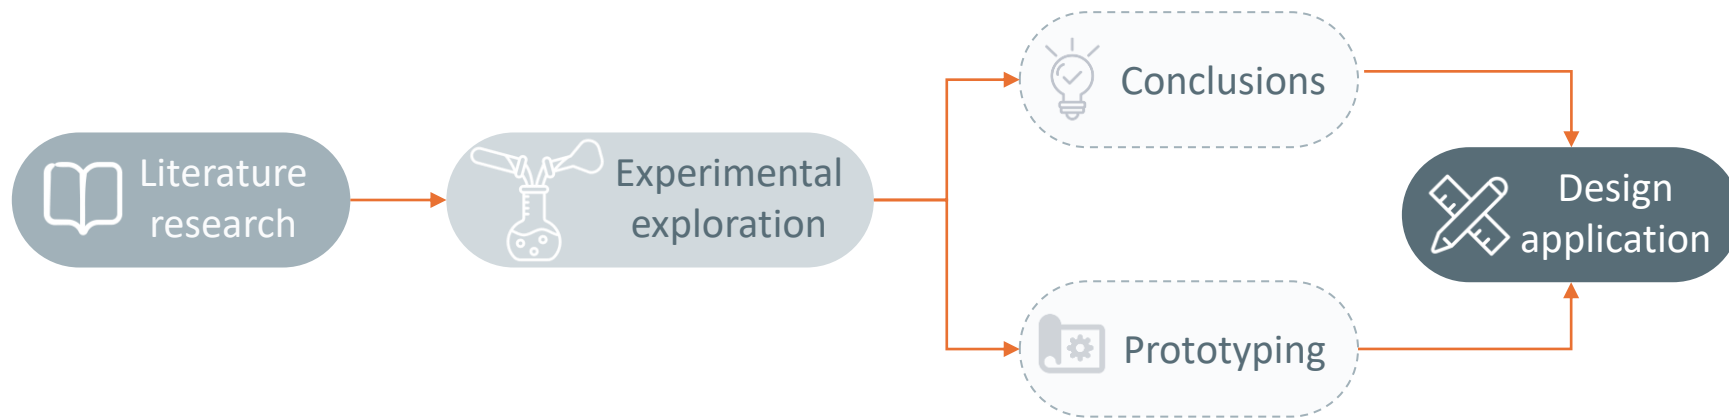 Literature
research
Experimental
exploration
Conclusions
Prototyping
Design
application